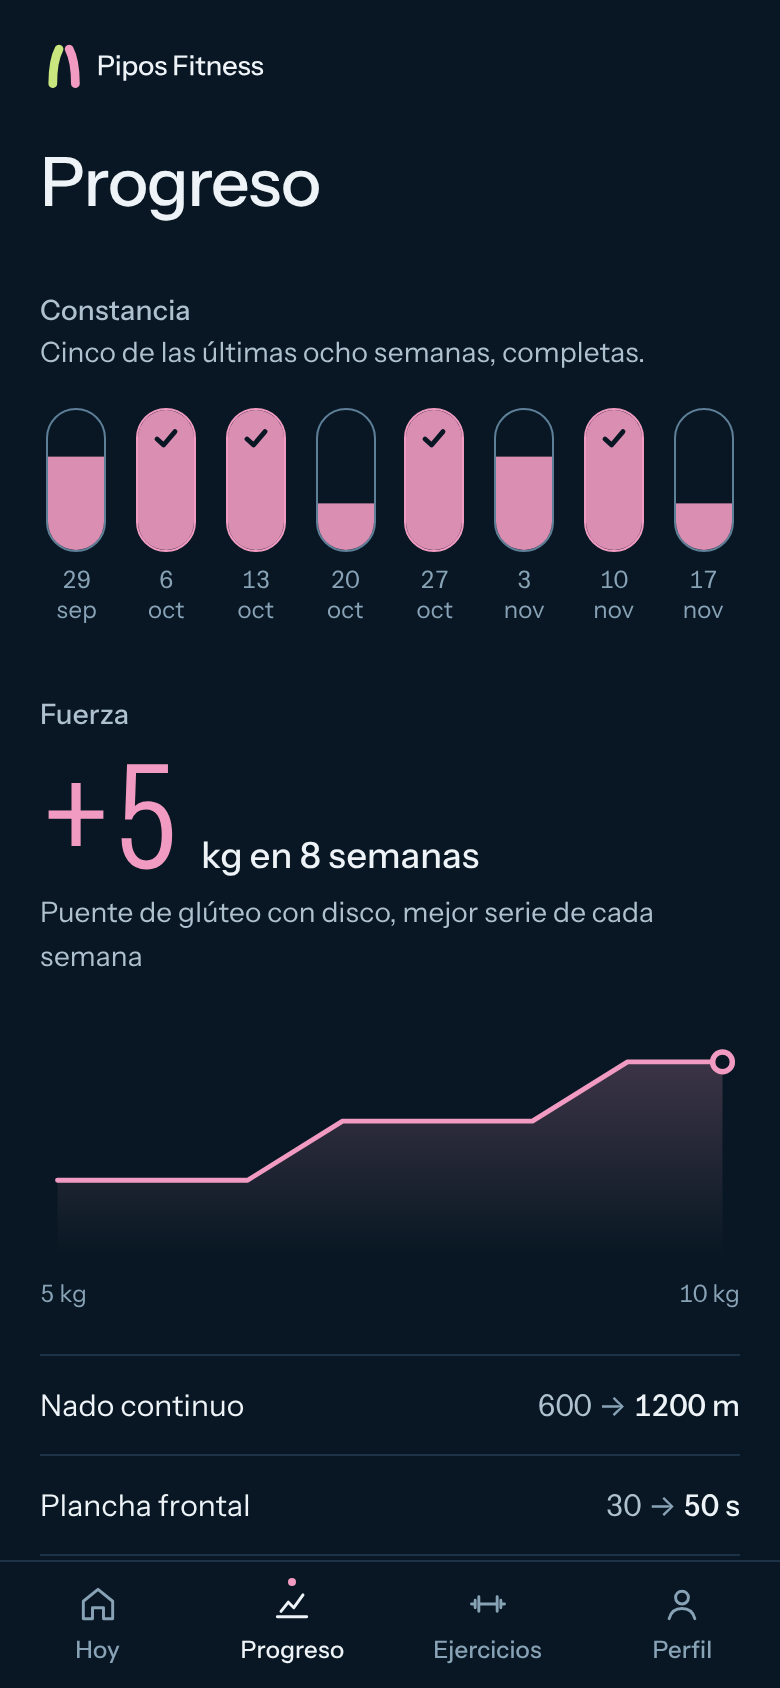 Pipos Fitness
Progreso
Constancia
Cinco de las últimas ocho semanas, completas.
29 sep
6 oct
13 oct
20 oct
27 oct
3 nov
10 nov
17 nov
Fuerza
+5 kg en 8 semanas
Puente de glúteo con disco, mejor serie de cada
semana
5 kg
10 kg
Nado continuo 600 → 1200 m
Plancha frontal 30 → 50 s
Hoy
Progreso
Ejercicios
Perfil